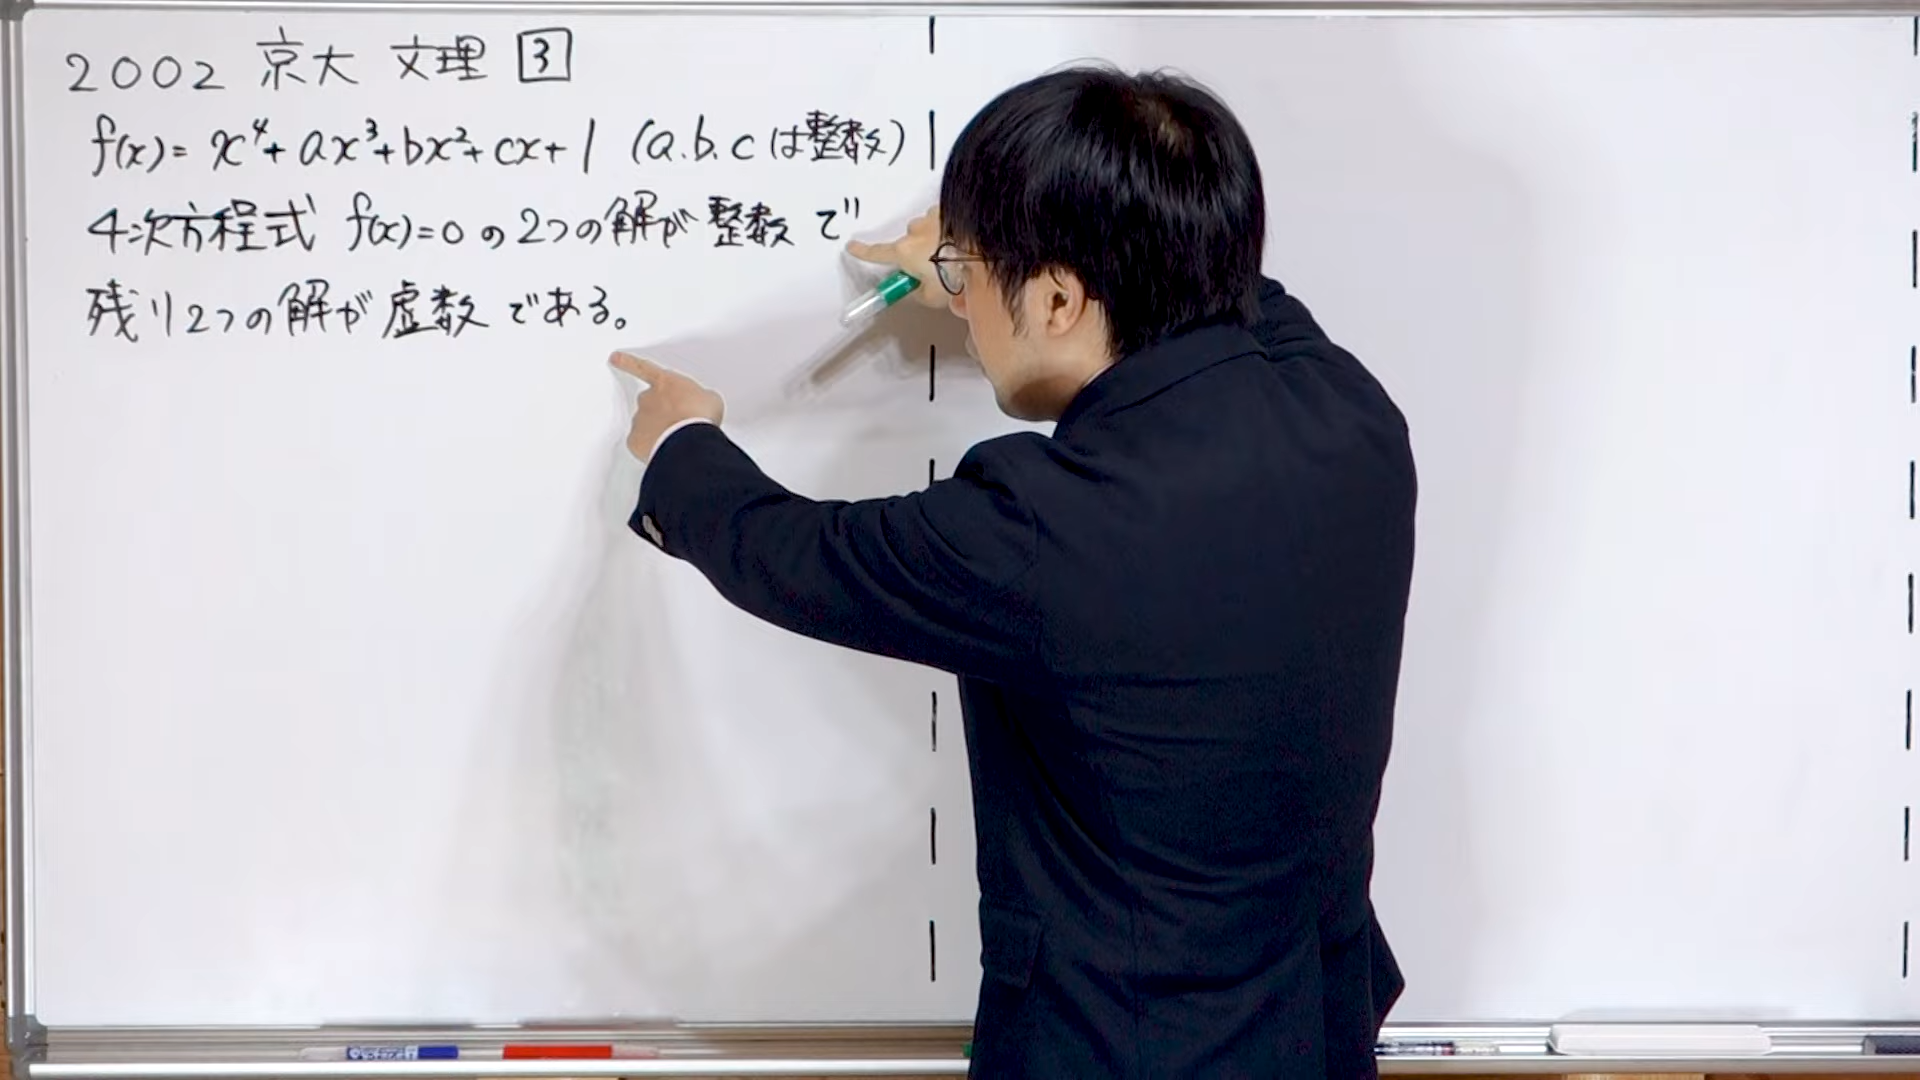 2002 京大 文理 3
f(x) = x⁴ + ax³ + bx² + cx + 1 (a.b.c は整数)
4次方程式 f(x)=0 の2つの解が整数で
残り2つの解が虚数である。